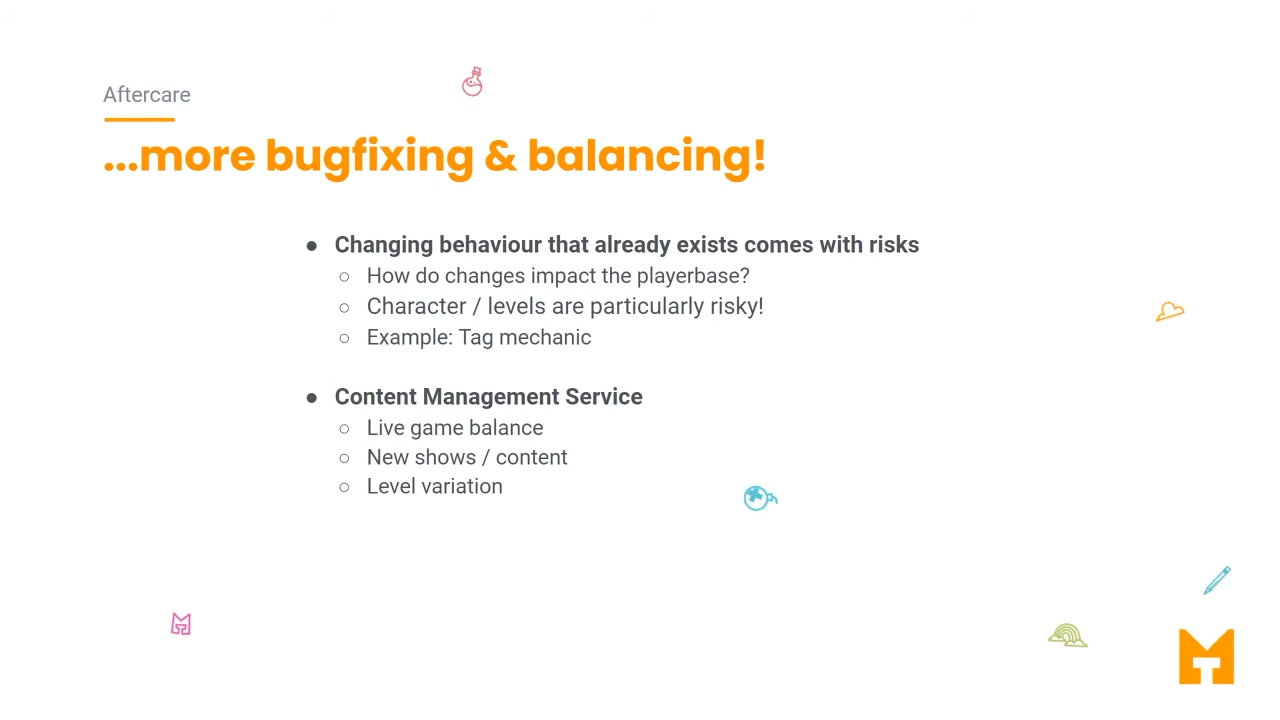 Aftercare
...more bugfixing & balancing!
● Changing behaviour that already exists comes with risks
○ How do changes impact the playerbase?
○ Character / levels are particularly risky!
○ Example: Tag mechanic
● Content Management Service
○ Live game balance
○ New shows / content
○ Level variation